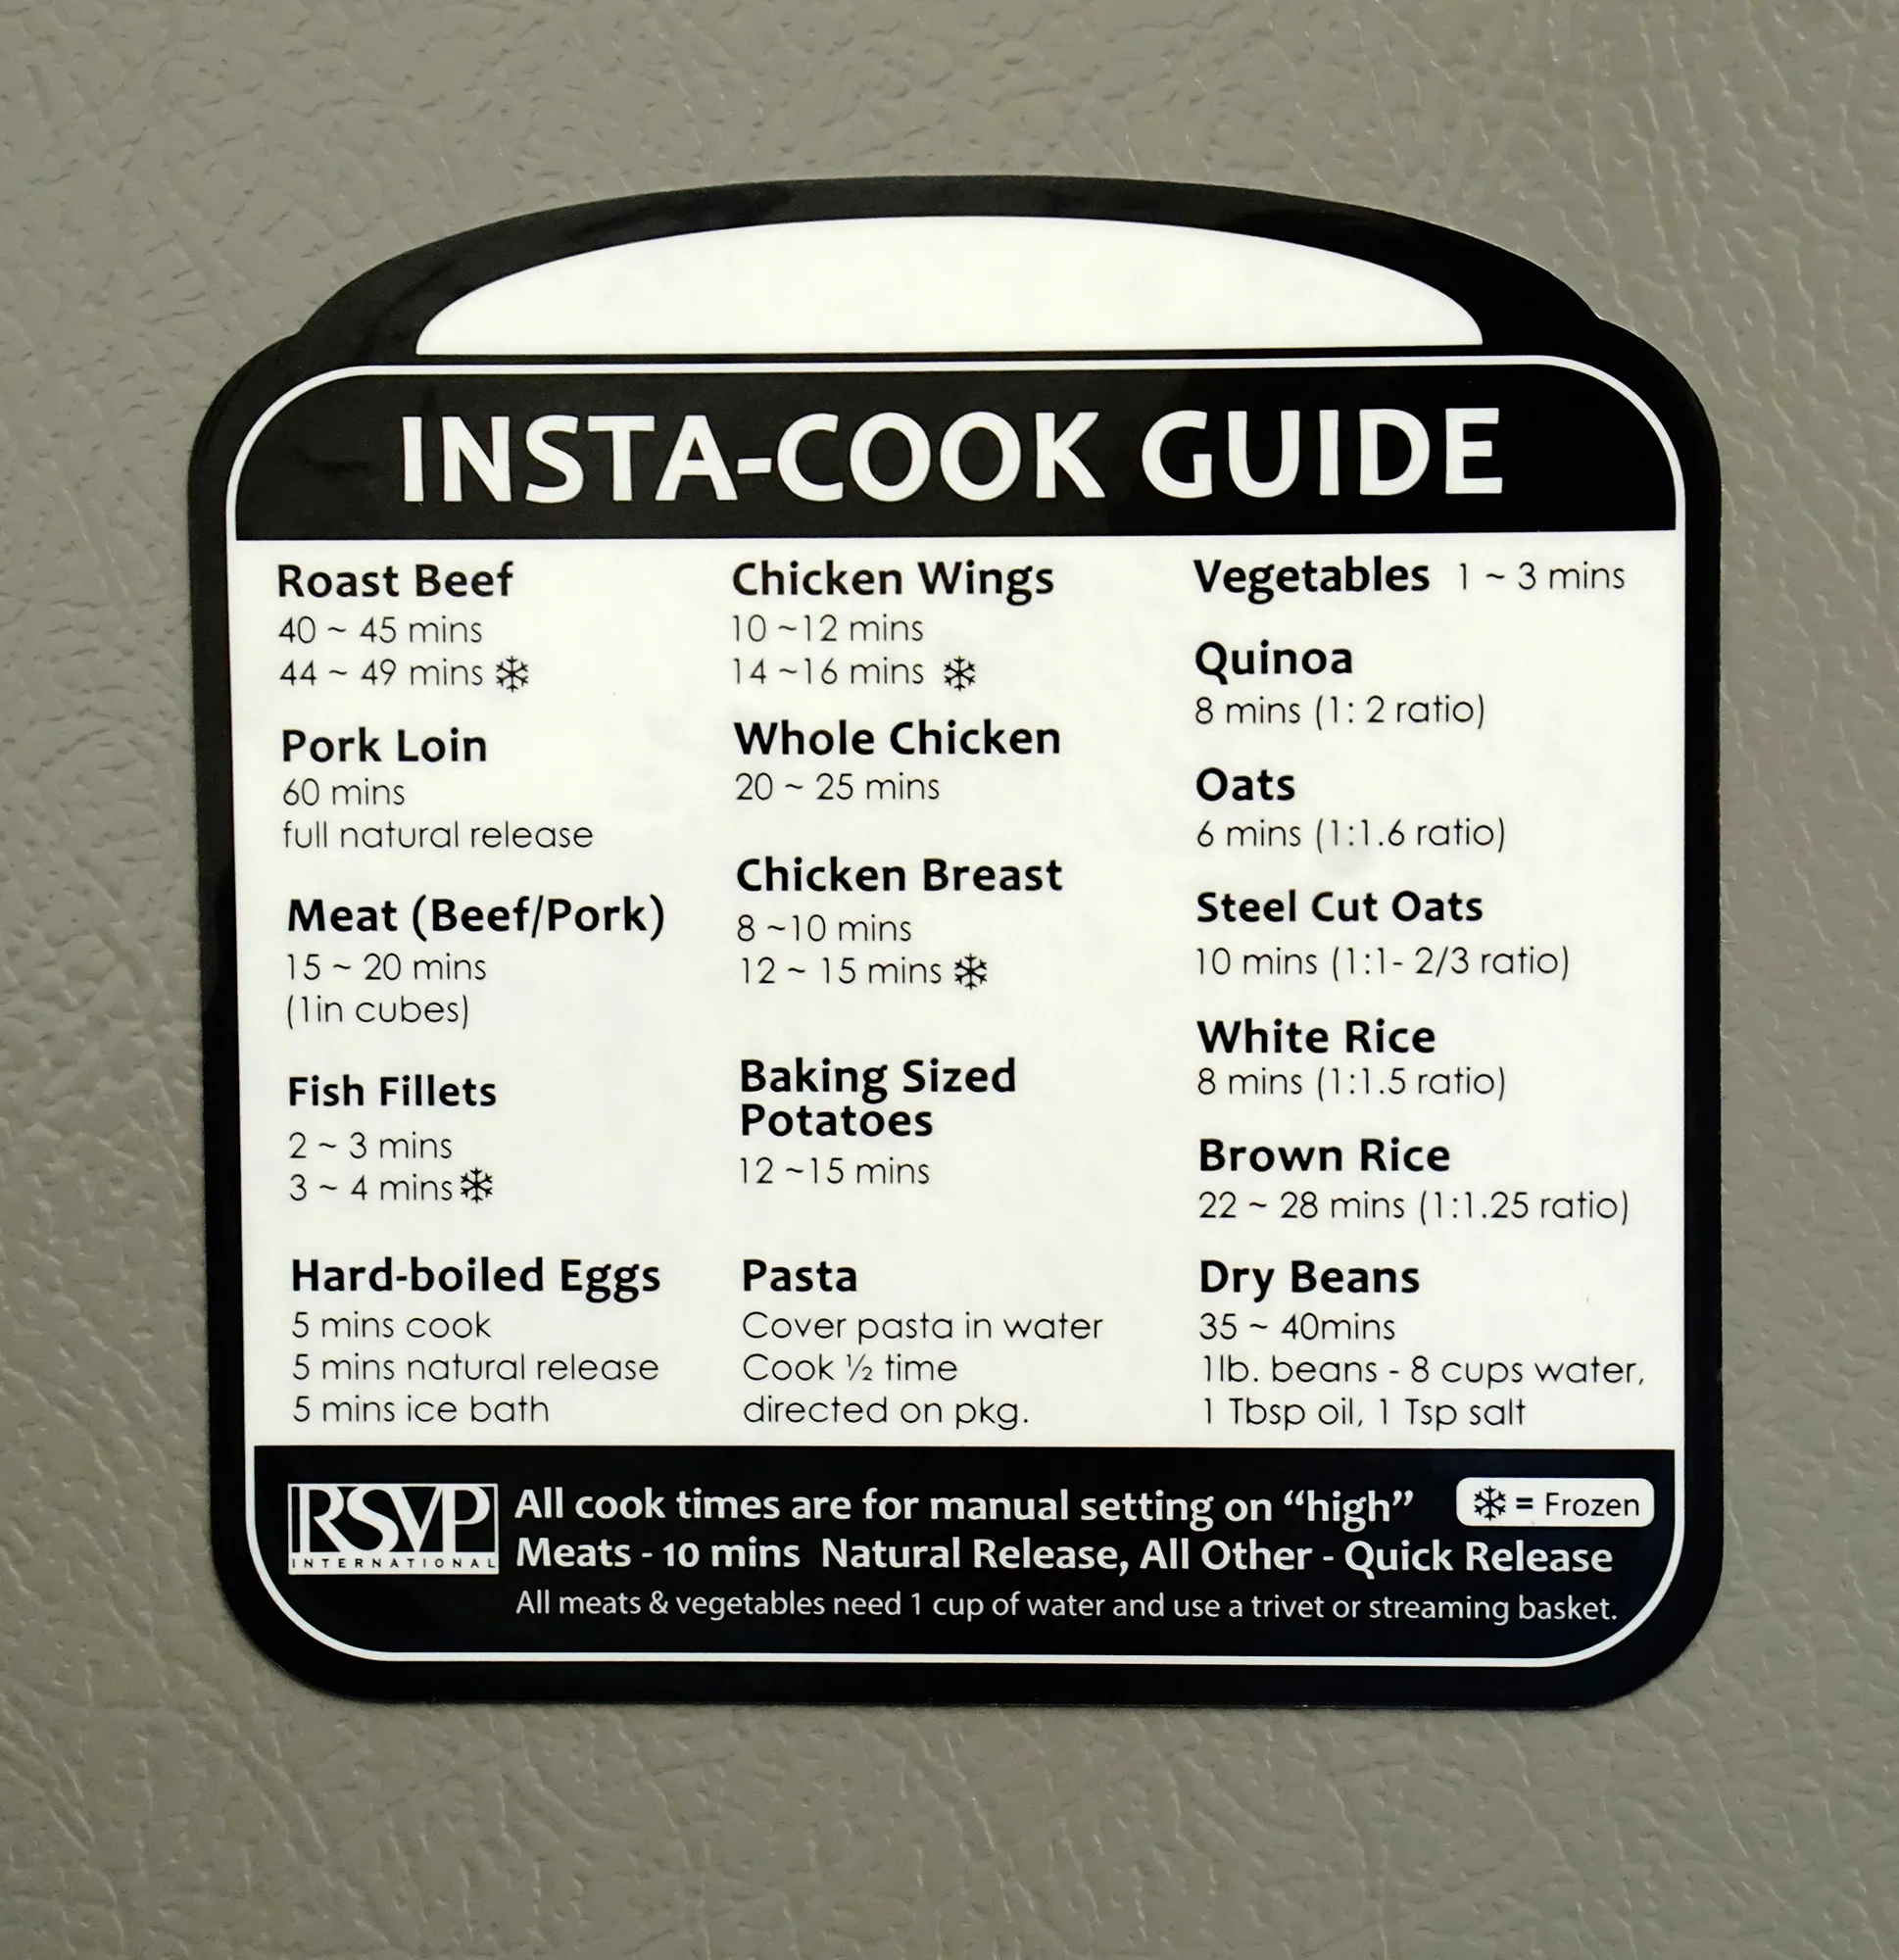 INSTA-COOK GUIDE
Roast Beef
40 ~ 45 mins
44 ~ 49 mins ❄
Pork Loin
60 mins
full natural release
Meat (Beef/Pork)
15 ~ 20 mins
(1in cubes)
Fish Fillets
2 ~ 3 mins
3 ~ 4 mins ❄
Hard-boiled Eggs
5 mins cook
5 mins natural release
5 mins ice bath
Chicken Wings
10 ~12 mins
14 ~16 mins ❄
Whole Chicken
20 ~ 25 mins
Chicken Breast
8 ~10 mins
12 ~ 15 mins ❄
Baking Sized
Potatoes
12 ~15 mins
Pasta
Cover pasta in water
Cook ½ time
directed on pkg.
Vegetables 1 ~ 3 mins
Quinoa
8 mins (1: 2 ratio)
Oats
6 mins (1:1.6 ratio)
Steel Cut Oats
10 mins (1:1- 2/3 ratio)
White Rice
8 mins (1:1.5 ratio)
Brown Rice
22 ~ 28 mins (1:1.25 ratio)
Dry Beans
35 ~ 40mins
1lb. beans - 8 cups water,
1 Tbsp oil, 1 Tsp salt
RSVP
INTERNATIONAL
All cook times are for manual setting on “high”
❄ = Frozen
Meats - 10 mins Natural Release, All Other - Quick Release
All meats & vegetables need 1 cup of water and use a trivet or streaming basket.